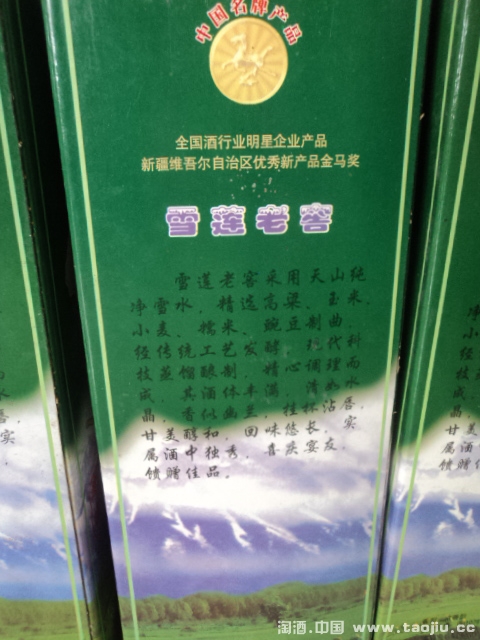 中国名牌产品
全国酒行业明星企业产品
新疆维吾尔自治区优秀新产品金马奖
雪莲老窖
雪莲老窖采用天山绝
净雪水,精选高粱、玉米、
小麦、糯米、豌豆制曲,
经传统工艺发酵,现代科
技蒸馏酿制,精心调理而
成,其酒体丰满,清如水
晶,香似幽兰,挂杯沾唇,
甘美醇和,回味悠长,实
属酒中独秀,喜庆宴友,
馈赠佳品。
淘酒.中国 www.taojiu.cc